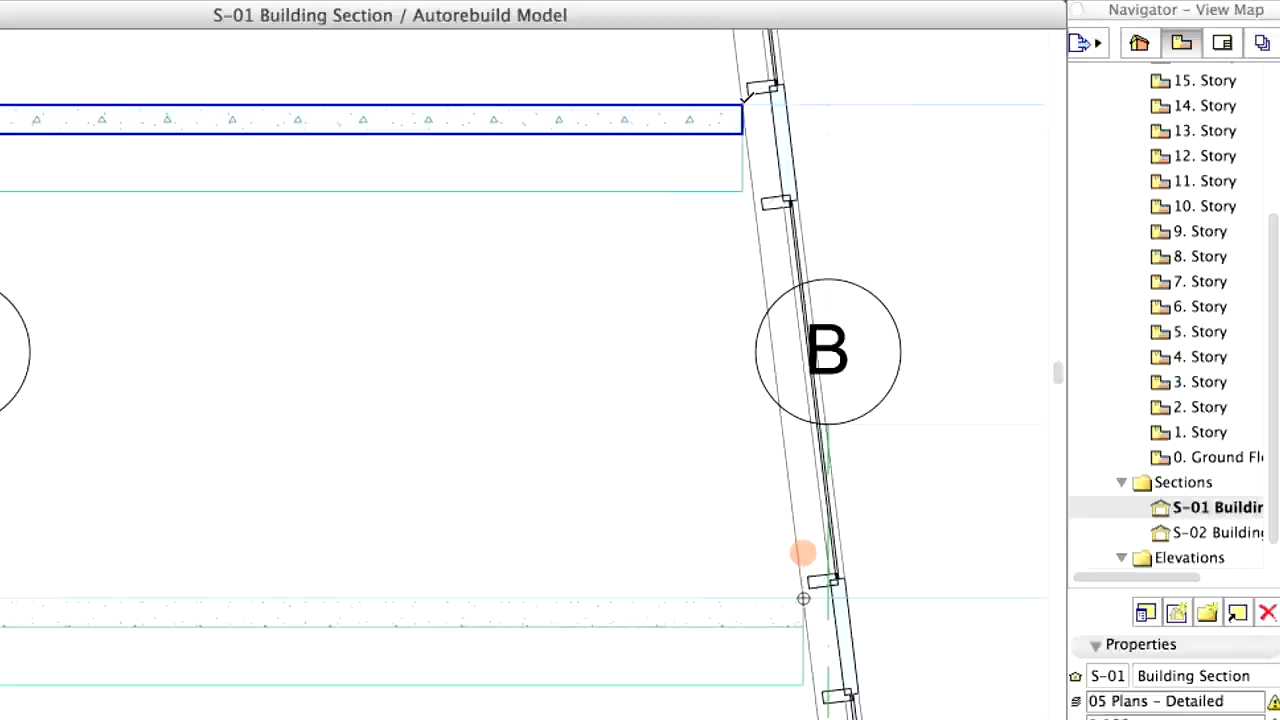 S-01 Building Section / Autorebuild Model
Navigator - View Map
15. Story
14. Story
13. Story
12. Story
11. Story
10. Story
9. Story
8. Story
7. Story
6. Story
5. Story
4. Story
3. Story
2. Story
1. Story
0. Ground Fl
Sections
S-01 Buildin
S-02 Building
Elevations
B
Properties
S-01 Building Section
05 Plans - Detailed